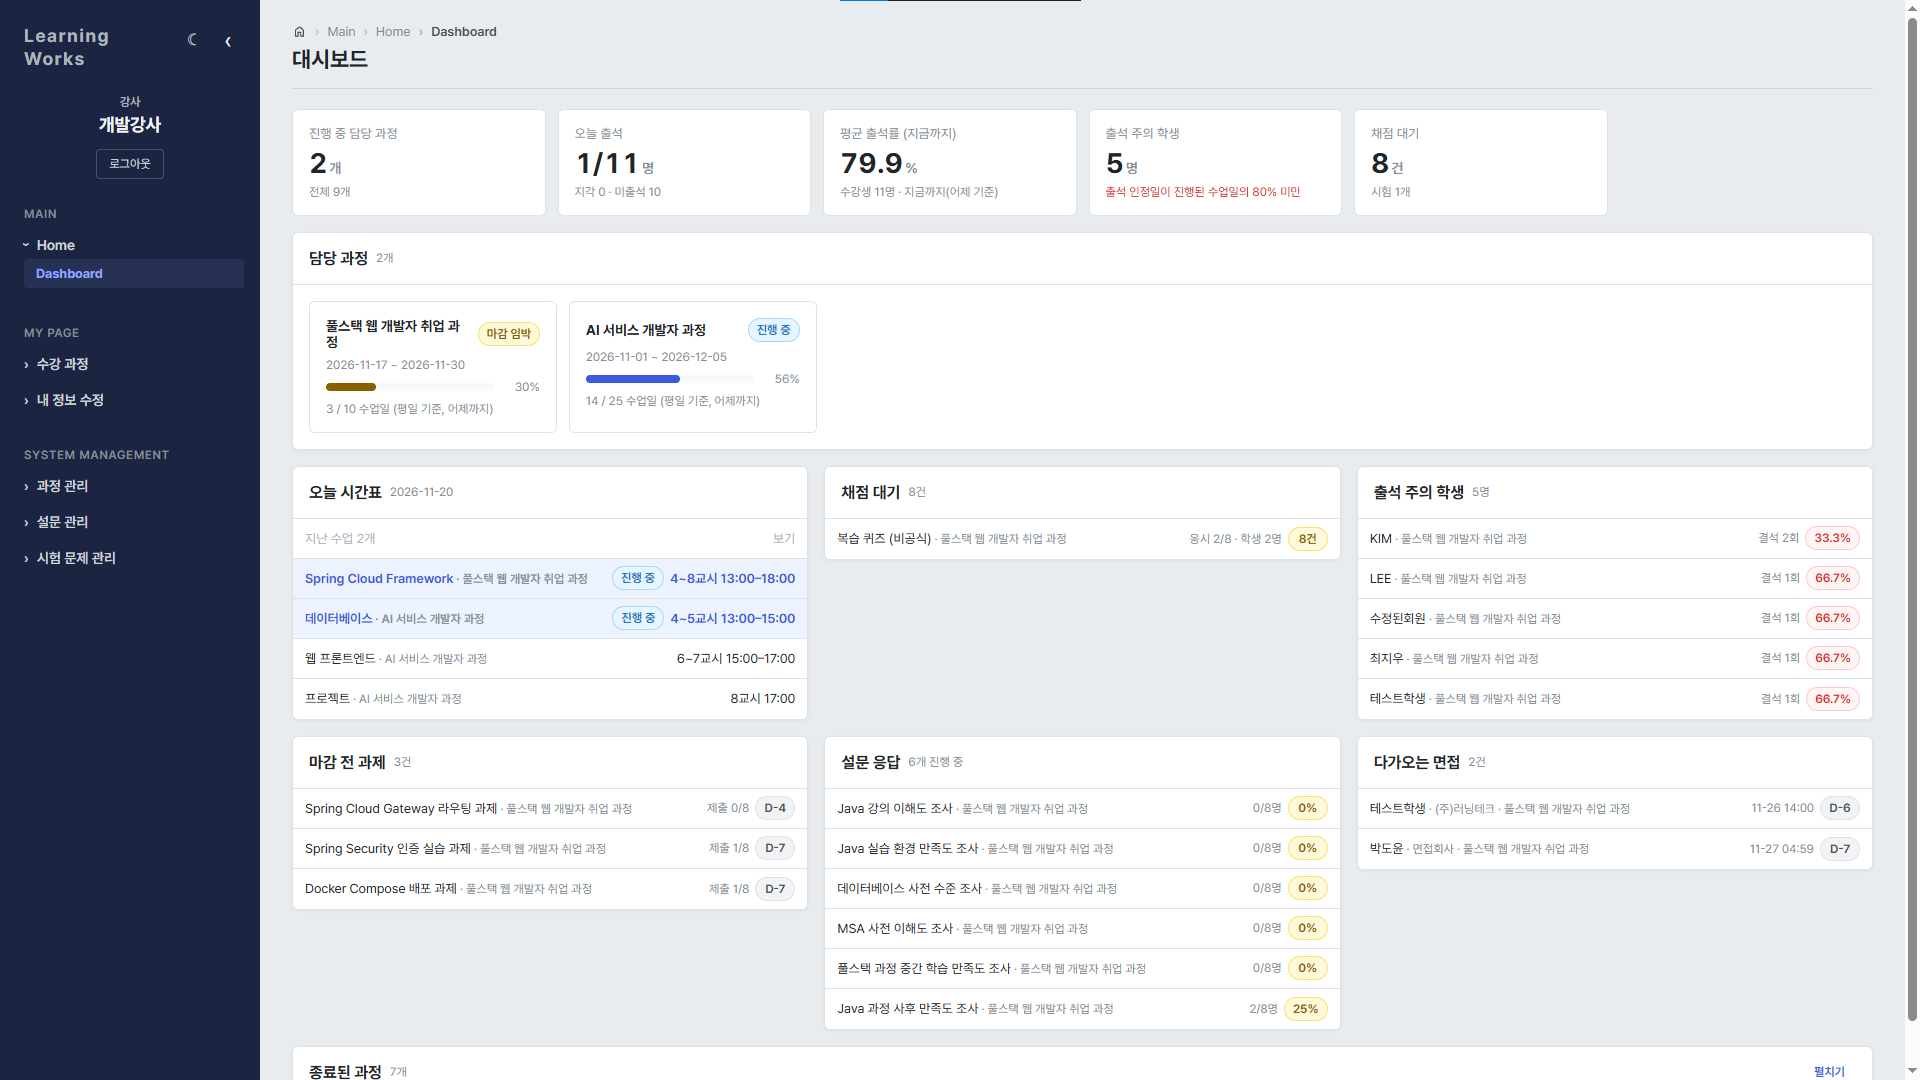 Learning
Works
강사
개발강사
로그아웃
MAIN
Home
Dashboard
MY PAGE
수강 과정
내 정보 수정
SYSTEM MANAGEMENT
과정 관리
설문 관리
시험 문제 관리
Main › Home › Dashboard
대시보드
진행 중 담당 과정
2 개
전체 9개
오늘 출석
1/11 명
지각 0 · 미출석 10
평균 출석률 (지금까지)
79.9 %
수강생 11명 · 지금까지(어제 기준)
출석 주의 학생
5 명
출석 인정일이 진행된 수업일의 80% 미만
채점 대기
8 건
시험 1개
담당 과정 2개
풀스택 웹 개발자 취업 과
정
마감 임박
2026-11-17 ~ 2026-11-30
30%
3 / 10 수업일 (평일 기준, 어제까지)
AI 서비스 개발자 과정 진행 중
2026-11-01 ~ 2026-12-05
56%
14 / 25 수업일 (평일 기준, 어제까지)
오늘 시간표 2026-11-20
지난 수업 2개 보기
Spring Cloud Framework · 풀스택 웹 개발자 취업 과정 진행 중 4~8교시 13:00–18:00
데이터베이스 · AI 서비스 개발자 과정 진행 중 4~5교시 13:00–15:00
웹 프론트엔드 · AI 서비스 개발자 과정 6~7교시 15:00–17:00
프로젝트 · AI 서비스 개발자 과정 8교시 17:00
채점 대기 8건
복습 퀴즈 (비공식) · 풀스택 웹 개발자 취업 과정 응시 2/8 · 학생 2명 8건
출석 주의 학생 5명
KIM · 풀스택 웹 개발자 취업 과정 결석 2회 33.3%
LEE · 풀스택 웹 개발자 취업 과정 결석 1회 66.7%
수정된회원 · 풀스택 웹 개발자 취업 과정 결석 1회 66.7%
최지우 · 풀스택 웹 개발자 취업 과정 결석 1회 66.7%
테스트학생 · 풀스택 웹 개발자 취업 과정 결석 1회 66.7%
마감 전 과제 3건
Spring Cloud Gateway 라우팅 과제 · 풀스택 웹 개발자 취업 과정 제출 0/8 D-4
Spring Security 인증 실습 과제 · 풀스택 웹 개발자 취업 과정 제출 1/8 D-7
Docker Compose 배포 과제 · 풀스택 웹 개발자 취업 과정 제출 1/8 D-7
설문 응답 6개 진행 중
Java 강의 이해도 조사 · 풀스택 웹 개발자 취업 과정 0/8명 0%
Java 실습 환경 만족도 조사 · 풀스택 웹 개발자 취업 과정 0/8명 0%
데이터베이스 사전 수준 조사 · 풀스택 웹 개발자 취업 과정 0/8명 0%
MSA 사전 이해도 조사 · 풀스택 웹 개발자 취업 과정 0/8명 0%
풀스택 과정 중간 학습 만족도 조사 · 풀스택 웹 개발자 취업 과정 0/8명 0%
Java 과정 사후 만족도 조사 · 풀스택 웹 개발자 취업 과정 2/8명 25%
다가오는 면접 2건
테스트학생 · (주)러닝테크 · 풀스택 웹 개발자 취업 과정 11-26 14:00 D-6
박도윤 · 면접회사 · 풀스택 웹 개발자 취업 과정 11-27 04:59 D-7
종료된 과정 7개 펼치기